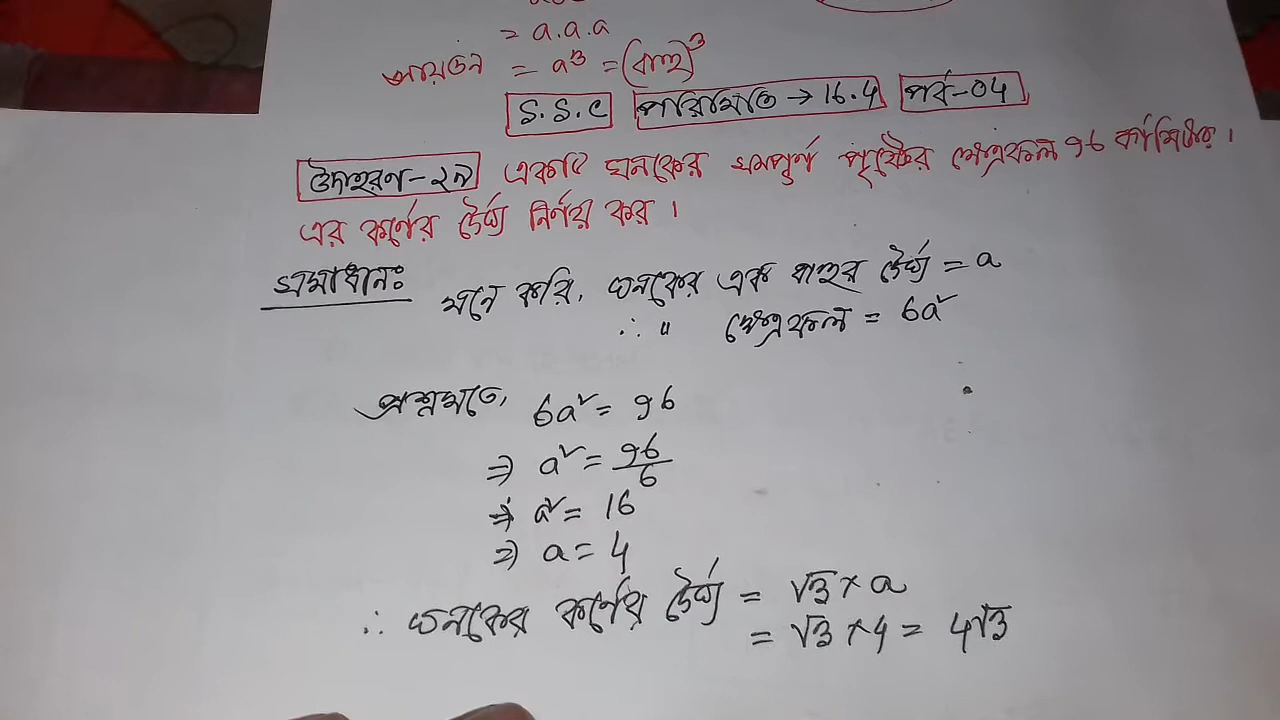 = a.a.a
আয়তন = a³ = (বাহু)³
S.S.C পরিমিতি → 16.4 পর্ব-04
উদাহরণ-২৯ একটি ঘনকের সম্পূর্ণ পৃষ্ঠের ক্ষেত্রফল 96 বর্গমিটার।
এর কর্ণের দৈর্ঘ্য নির্ণয় কর।
সমাধানঃ মনে করি, ঘনকের এক বাহুর দৈর্ঘ্য = a
∴ " ক্ষেত্রফল = 6a²
প্রশ্নমতে, 6a² = 96
⇒ a² = 96/6
⇒ a² = 16
⇒ a = 4
∴ ঘনকের কর্ণের দৈর্ঘ্য = √3 × a
= √3 × 4 = 4√3